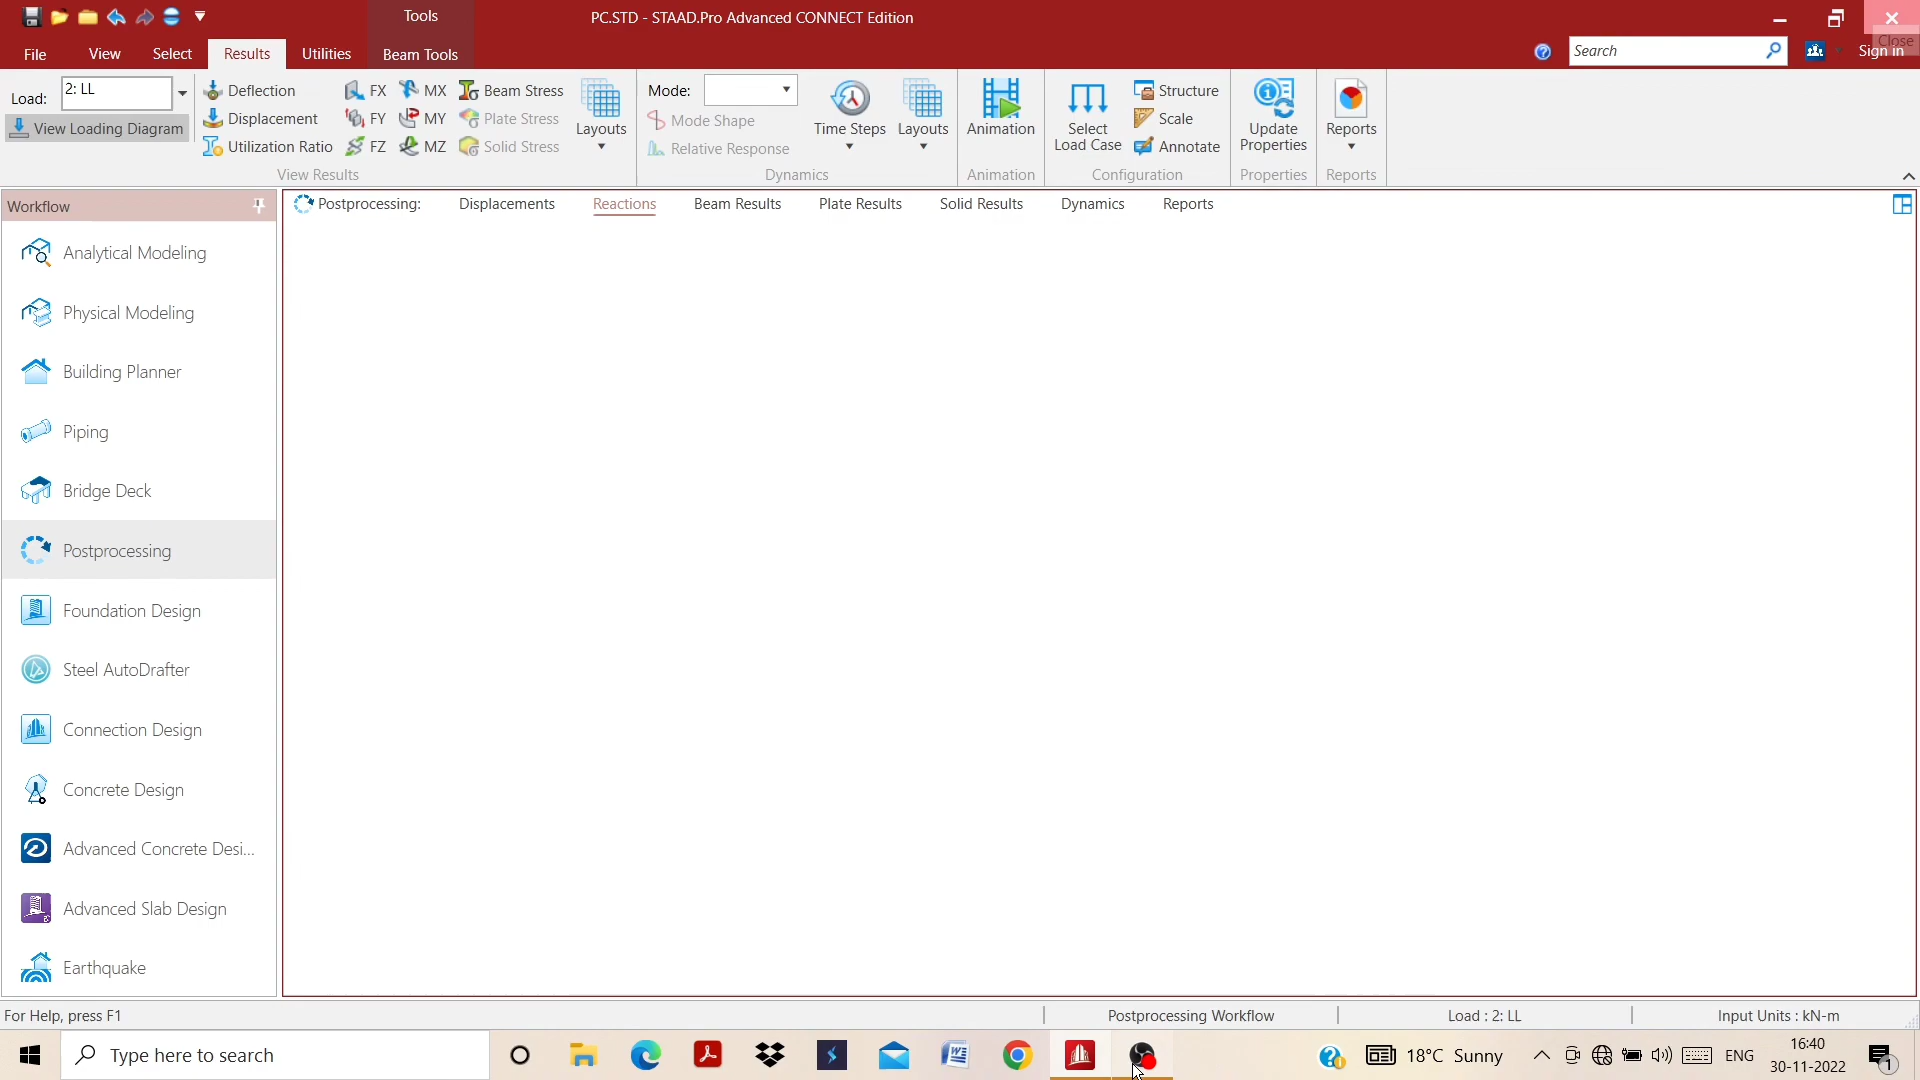 Tools
PC.STD - STAAD.Pro Advanced CONNECT Edition
File View Select Results Utilities Beam Tools
Search
Close
Sign in
Load: 2: LL
View Loading Diagram
Deflection
Displacement
Utilization Ratio
FX
FY
FZ
MX
MY
MZ
Beam Stress
Plate Stress
Solid Stress
Layouts
View Results
Mode:
Mode Shape
Relative Response
Time Steps
Layouts
Dynamics
Animation
Animation
Select
Load Case
Structure
Scale
Annotate
Configuration
Update
Properties
Properties
Reports
Reports
Workflow
Analytical Modeling
Physical Modeling
Building Planner
Piping
Bridge Deck
Postprocessing
Foundation Design
Steel AutoDrafter
Connection Design
Concrete Design
Advanced Concrete Desi...
Advanced Slab Design
Earthquake
Postprocessing: Displacements Reactions Beam Results Plate Results Solid Results Dynamics Reports
For Help, press F1
Postprocessing Workflow
Load : 2: LL
Input Units : kN-m
Type here to search
18°C Sunny
ENG
16:40
30-11-2022
1